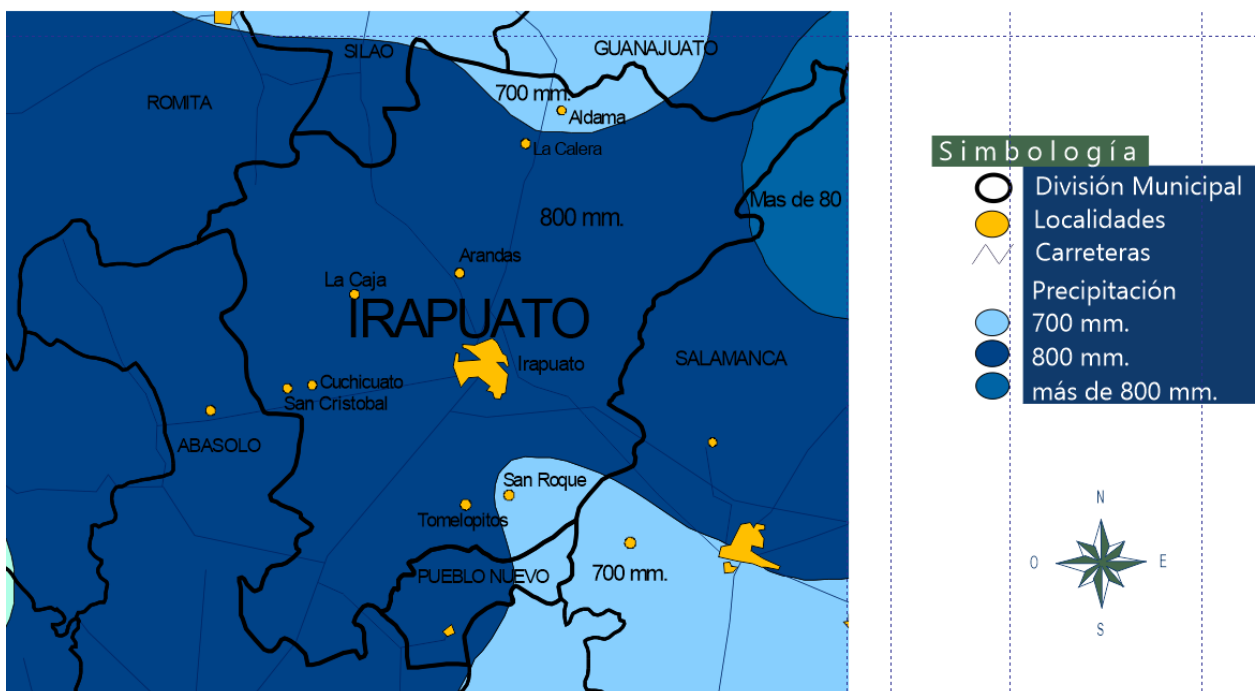 SILAO
GUANAJUATO
700 mm.
ROMITA
Aldama
La Calera
Mas de 80
800 mm.
Arandas
La Caja
IRAPUATO
Irapuato
SALAMANCA
Cuchicuato
San Cristobal
ABASOLO
San Roque
Tomelopitos
PUEBLO NUEVO
700 mm.
Simbología
División Municipal
Localidades
Carreteras
Precipitación
700 mm.
800 mm.
más de 800 mm.
N
O
E
S